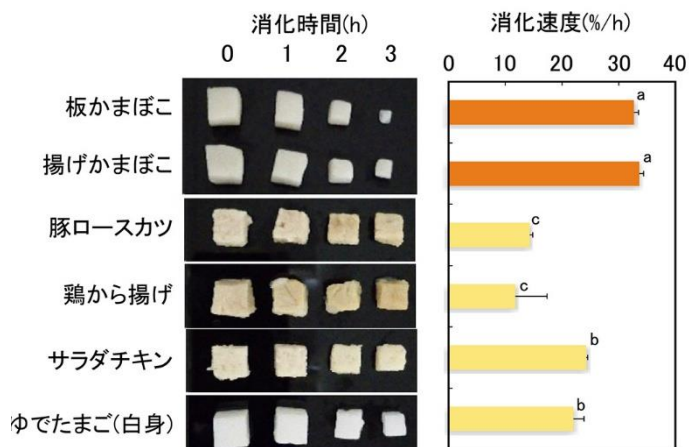 消化時間(h)
0 1 2 3
消化速度(%/h)
0 10 20 30 40
板かまぼこ
a
揚げかまぼこ
a
豚ロースカツ
c
鶏から揚げ
c
サラダチキン
b
ゆでたまご(白身)
b